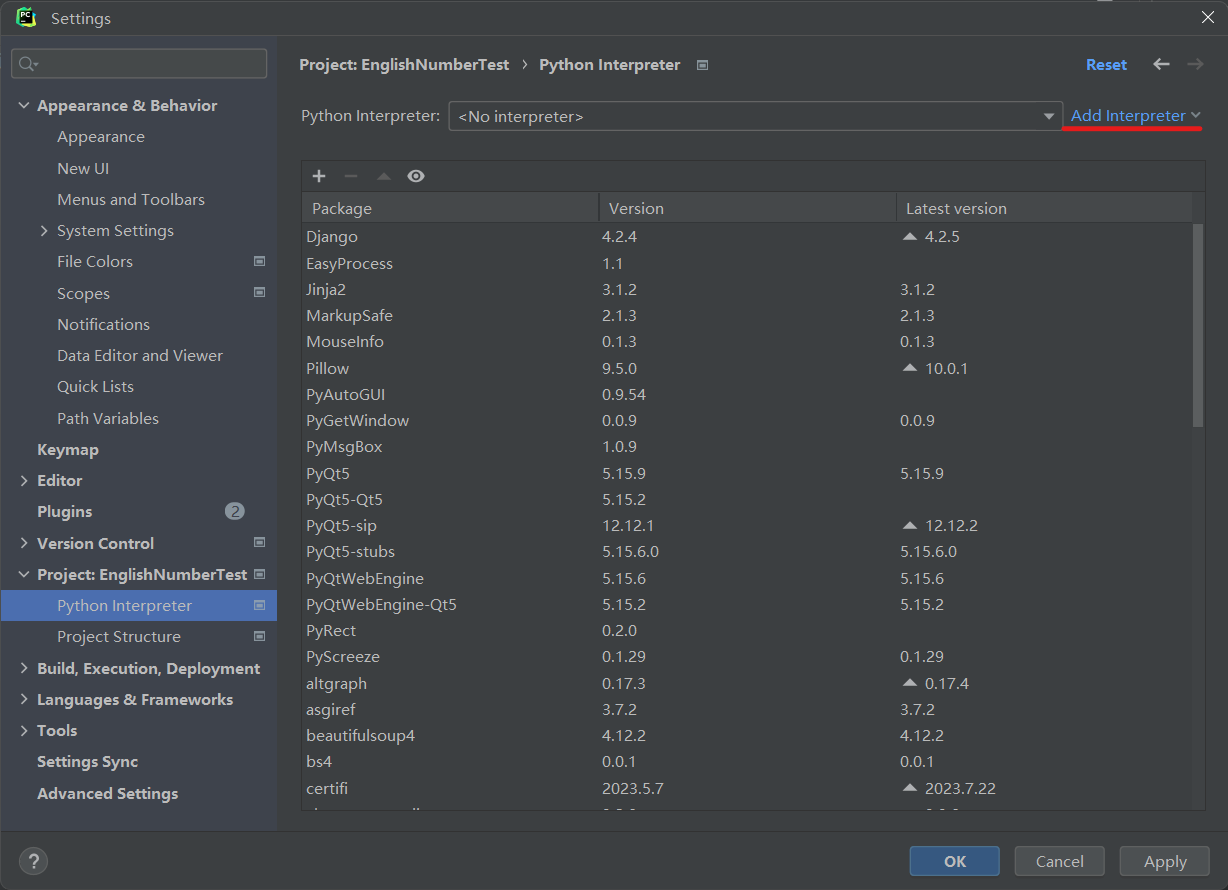 Settings
Project: EnglishNumberTest › Python Interpreter
Reset
Python Interpreter: <No interpreter> Add Interpreter
Appearance & Behavior
Appearance
New UI
Menus and Toolbars
System Settings
File Colors
Scopes
Notifications
Data Editor and Viewer
Quick Lists
Path Variables
Keymap
Editor
Plugins 2
Version Control
Project: EnglishNumberTest
Python Interpreter
Project Structure
Build, Execution, Deployment
Languages & Frameworks
Tools
Settings Sync
Advanced Settings
Package Version Latest version
Django 4.2.4 4.2.5
EasyProcess 1.1
Jinja2 3.1.2 3.1.2
MarkupSafe 2.1.3 2.1.3
MouseInfo 0.1.3 0.1.3
Pillow 9.5.0 10.0.1
PyAutoGUI 0.9.54
PyGetWindow 0.0.9 0.0.9
PyMsgBox 1.0.9
PyQt5 5.15.9 5.15.9
PyQt5-Qt5 5.15.2
PyQt5-sip 12.12.1 12.12.2
PyQt5-stubs 5.15.6.0 5.15.6.0
PyQtWebEngine 5.15.6 5.15.6
PyQtWebEngine-Qt5 5.15.2 5.15.2
PyRect 0.2.0
PyScreeze 0.1.29 0.1.29
altgraph 0.17.3 0.17.4
asgiref 3.7.2 3.7.2
beautifulsoup4 4.12.2 4.12.2
bs4 0.0.1 0.0.1
certifi 2023.5.7 2023.7.22
? OK Cancel Apply